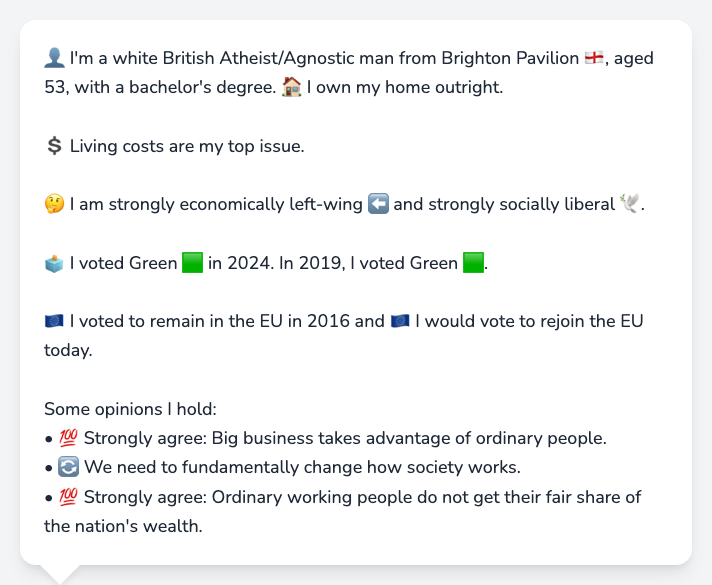 👤 I'm a white British Atheist/Agnostic man from Brighton Pavilion 🏴󠁧󠁢󠁥󠁮󠁧󠁿, aged
53, with a bachelor's degree. 🏠 I own my home outright.
💲 Living costs are my top issue.
🤔 I am strongly economically left-wing ⬅️ and strongly socially liberal 🕊️.
🗳️ I voted Green 🟩 in 2024. In 2019, I voted Green 🟩.
🇪🇺 I voted to remain in the EU in 2016 and 🇪🇺 I would vote to rejoin the EU
today.
Some opinions I hold:
• 💯 Strongly agree: Big business takes advantage of ordinary people.
• 🔄 We need to fundamentally change how society works.
• 💯 Strongly agree: Ordinary working people do not get their fair share of
the nation's wealth.